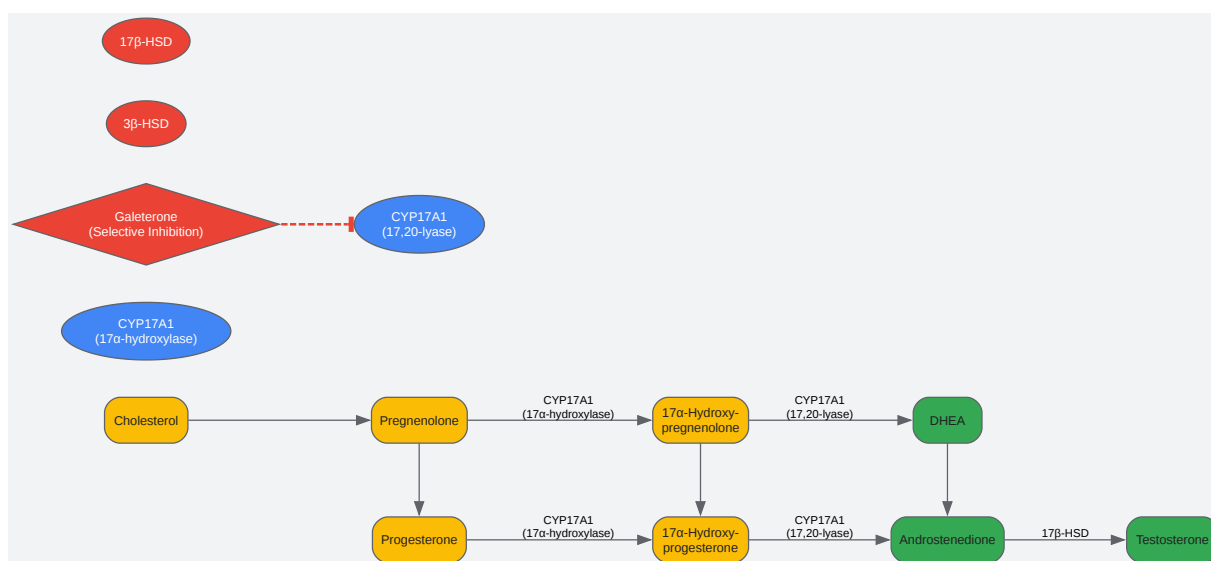 17β-HSD
3β-HSD
Galeterone
(Selective Inhibition)
CYP17A1
(17,20-lyase)
CYP17A1
(17α-hydroxylase)
Cholesterol
Pregnenolone
CYP17A1
(17α-hydroxylase)
17α-Hydroxy-
pregnenolone
CYP17A1
(17,20-lyase)
DHEA
Progesterone
CYP17A1
(17α-hydroxylase)
17α-Hydroxy-
progesterone
CYP17A1
(17,20-lyase)
Androstenedione
17β-HSD
Testosterone